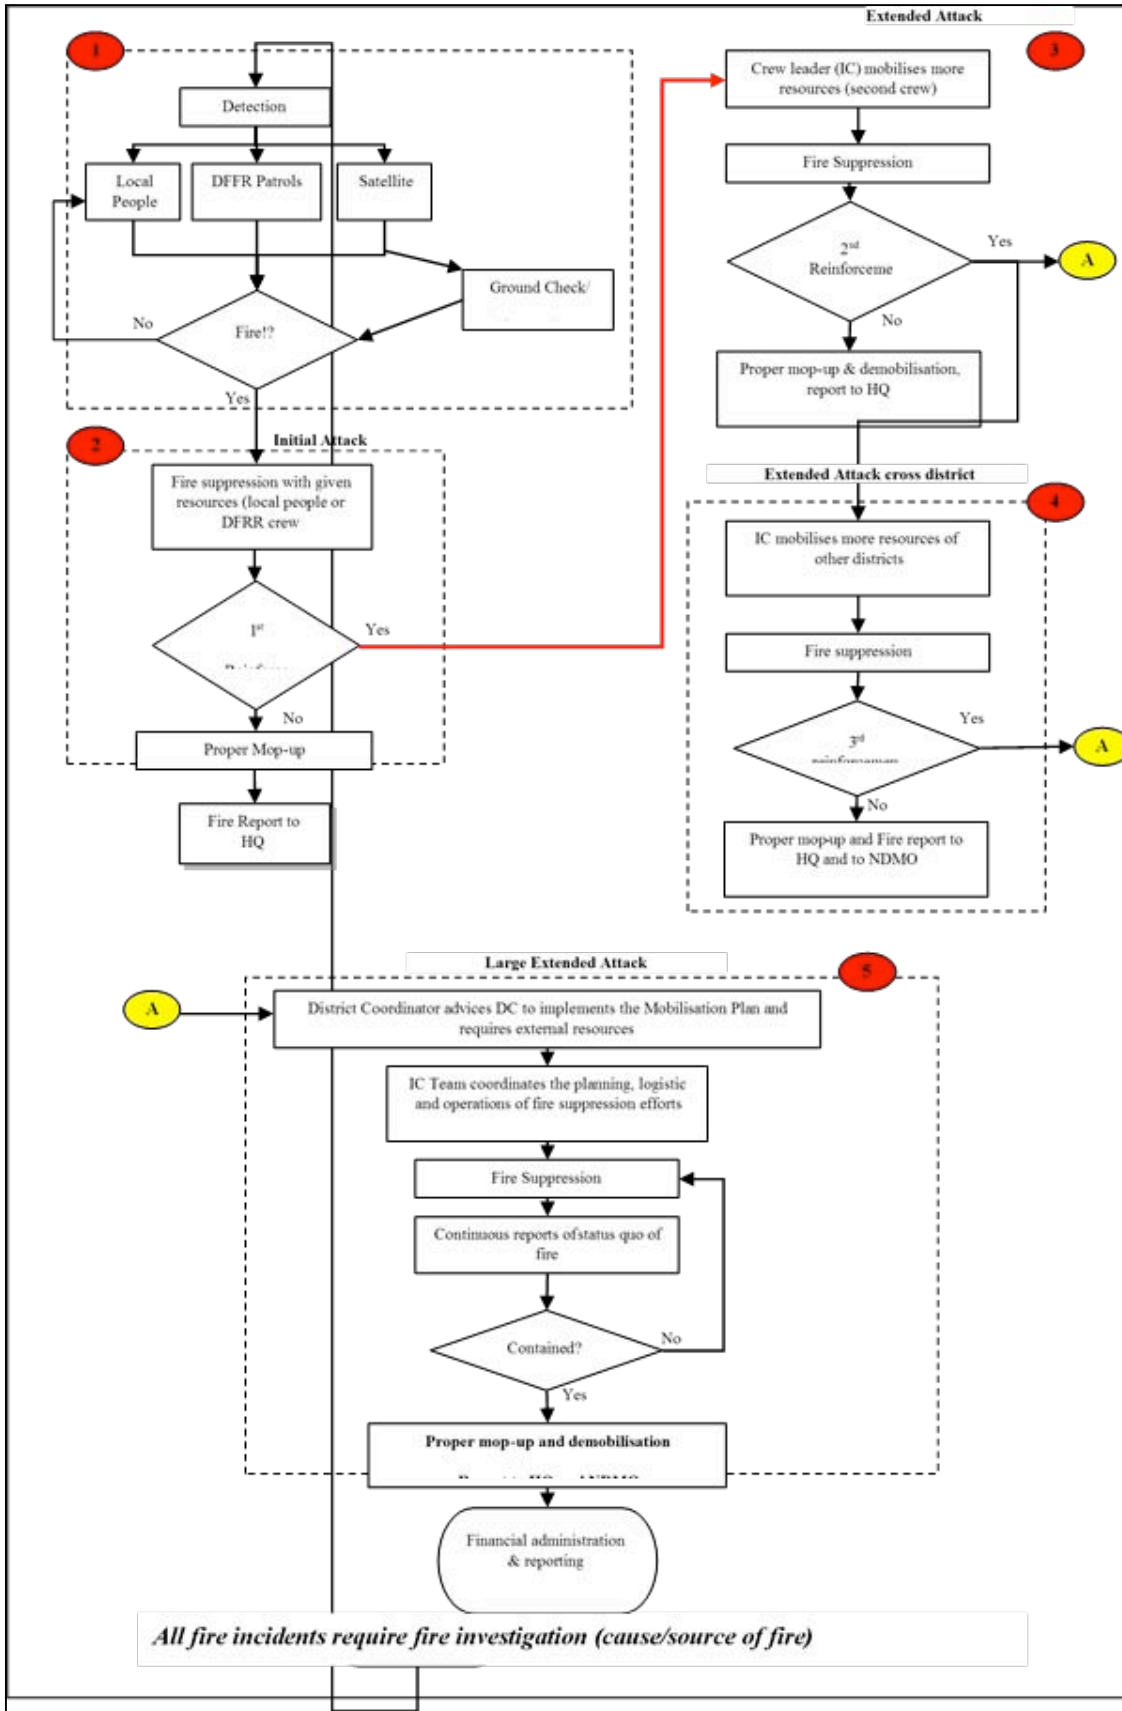 1
Detection
Local
People
DFFR Patrols
Satellite
Ground Check/
Fire!?
No
Yes
2
Initial Attack
Fire suppression with given
resources (local people or
DFRR crew
1st
Yes
No
Proper Mop-up
Fire Report to
HQ
Extended Attack
3
Crew leader (IC) mobilises more
resources (second crew)
Fire Suppression
2nd
Reinforceme
Yes
A
No
Proper mop-up & demobilisation,
report to HQ
Extended Attack cross district
4
IC mobilises more resources of
other districts
Fire suppression
3rd
Yes
A
No
Proper mop-up and Fire report to
HQ and to NDMO
Large Extended Attack
5
A
District Coordinator advices DC to implements the Mobilisation Plan and
requires external resources
IC Team coordinates the planning, logistic
and operations of fire suppression efforts
Fire Suppression
Continuous reports of status quo of
fire
Contained?
No
Yes
Proper mop-up and demobilisation
Financial administration
& reporting
All fire incidents require fire investigation (cause/source of fire)